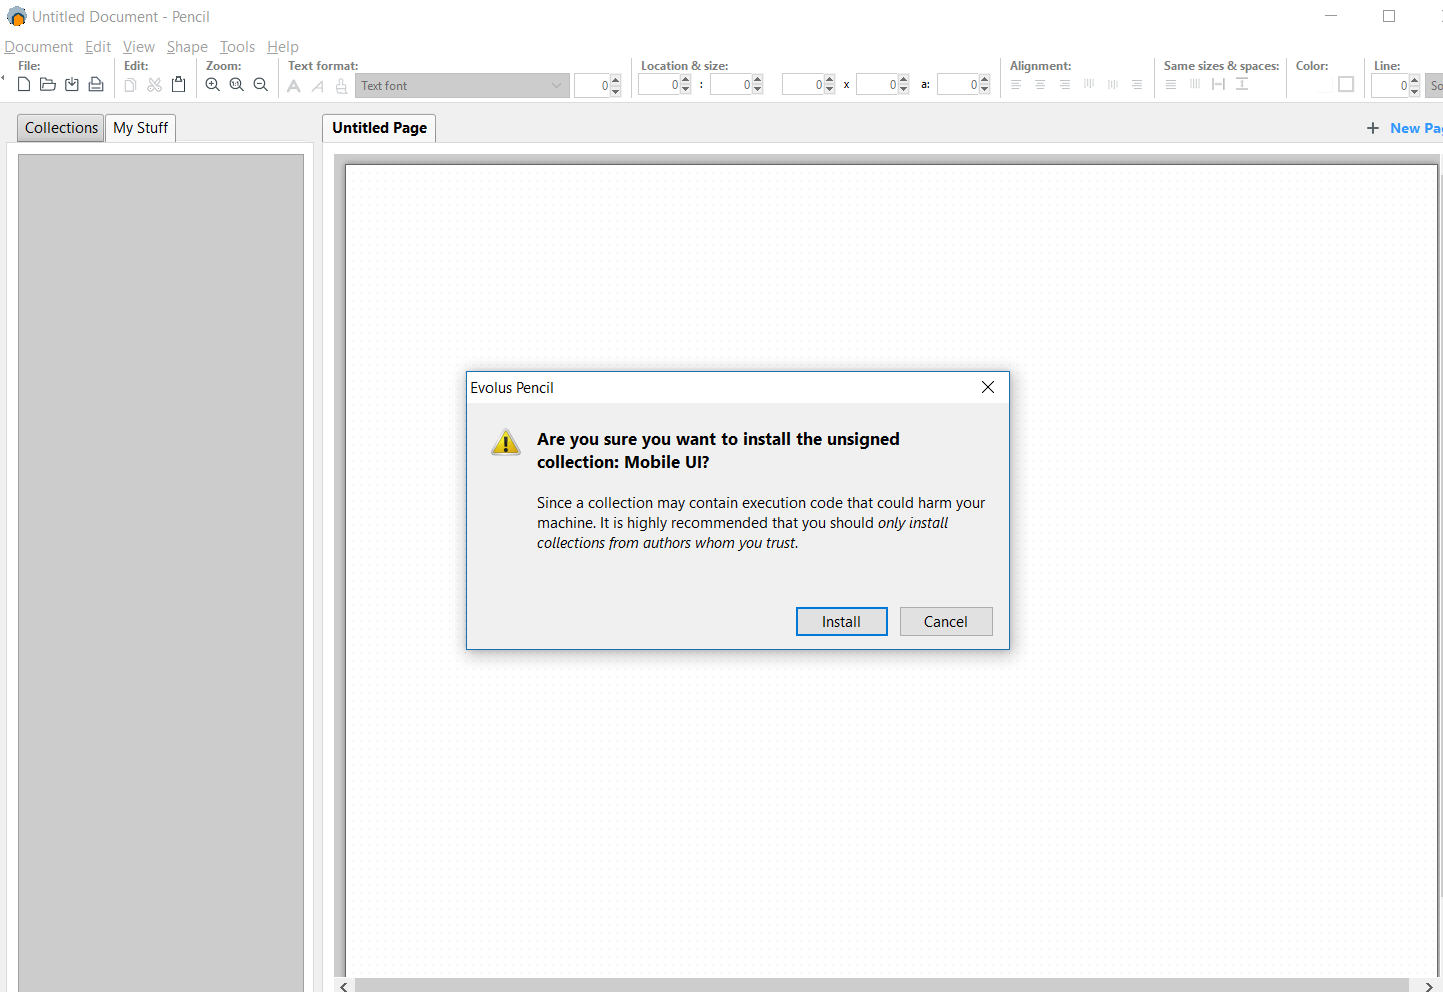 Untitled Document - Pencil
Document Edit View Shape Tools Help
File: Edit: Zoom: Text format: Location & size: Alignment: Same sizes & spaces: Color: Line:
A A Text font 0 0 : 0 0 x 0 a: 0 0 So
Collections My Stuff Untitled Page + New Pa
Evolus Pencil
Are you sure you want to install the unsigned
collection: Mobile UI?
Since a collection may contain execution code that could harm your
machine. It is highly recommended that you should only install
collections from authors whom you trust.
Install Cancel